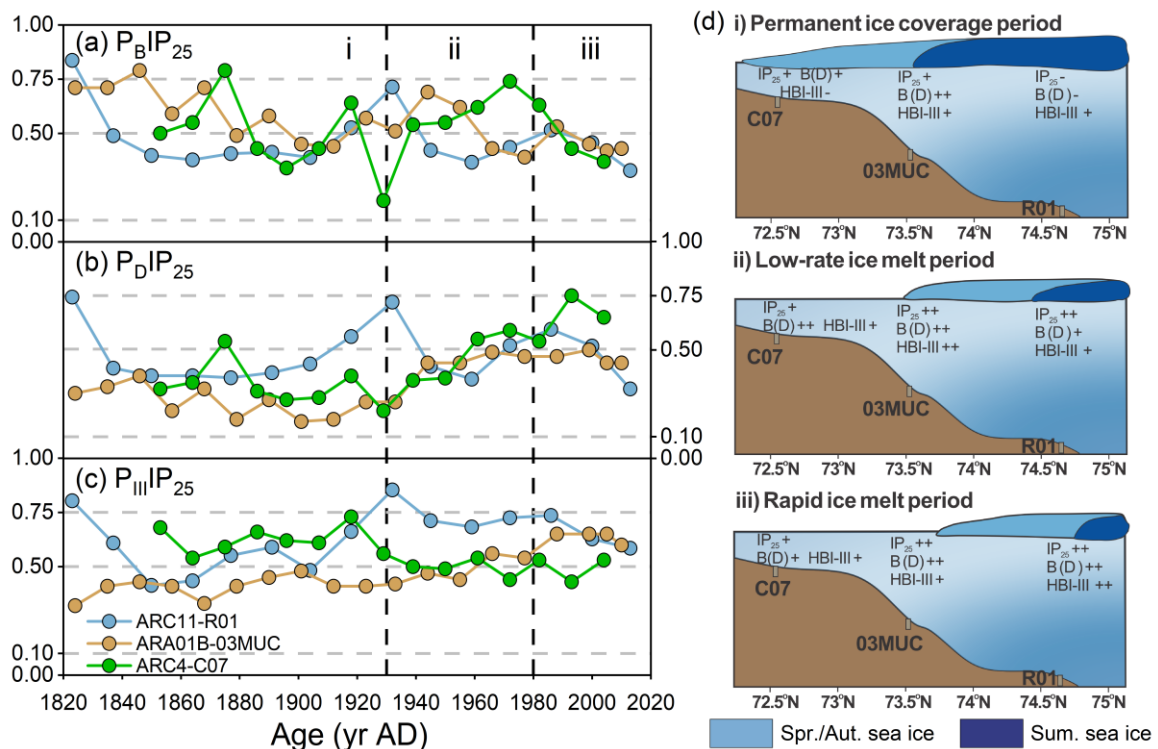 (a) P_BIP₂₅
i
ii
iii
1.00
0.75
0.50
0.10
0.00
(b) P_DIP₂₅
1.00
0.75
0.50
0.10
0.00
(c) P_IIIIP₂₅
1.00
0.75
0.50
0.10
0.00
ARC11-R01
ARA01B-03MUC
ARC4-C07
1820 1840 1860 1880 1900 1920 1940 1960 1980 2000 2020
Age (yr AD)
(d)
i) Permanent ice coverage period
IP₂₅+ B(D)+
HBI-III-
IP₂₅+
B(D)++
HBI-III+
IP₂₅-
B(D)-
HBI-III +
C07
03MUC
R01
72.5°N 73°N 73.5°N 74°N 74.5°N 75°N
ii) Low-rate ice melt period
IP₂₅+
B(D)++ HBI-III+
IP₂₅++
B(D)++
HBI-III ++
IP₂₅++
B(D)+
HBI-III+
C07
03MUC
R01
72.5°N 73°N 73.5°N 74°N 74.5°N 75°N
iii) Rapid ice melt period
IP₂₅+
B(D)+ HBI-III+
IP₂₅++
B(D)++
HBI-III +
IP₂₅++
B(D)++
HBI-III ++
C07
03MUC
R01
72.5°N 73°N 73.5°N 74°N 74.5°N 75°N
Spr./Aut. sea ice
Sum. sea ice